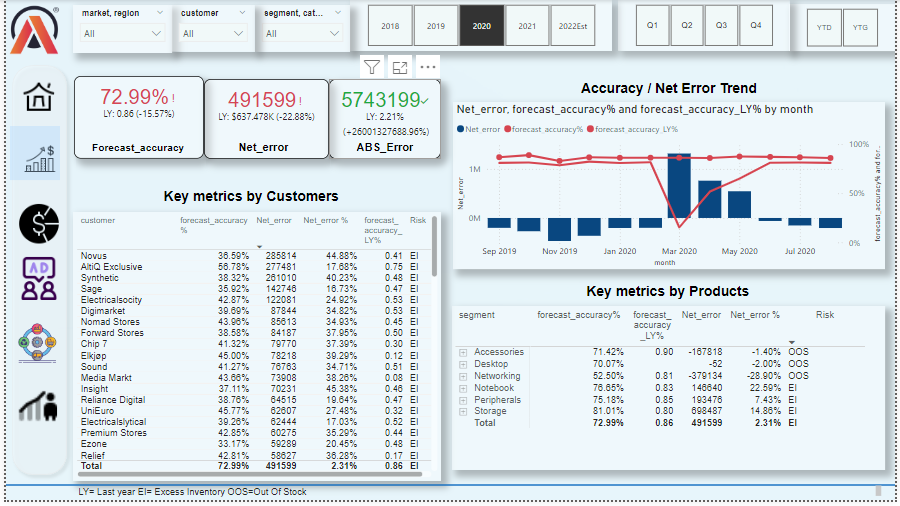 market, region
All
customer
All
segment, cat...
All
2018 2019 2020 2021 2022Est
Q1 Q2 Q3 Q4
YTD YTG
72.99%!
LY: 0.86 (-15.57%)
Forecast_accuracy
491599!
LY: $637.478K (-22.88%)
Net_error
5743199
LY: 2.21%
(+26001327688.96%)
ABS_Error
Accuracy / Net Error Trend
Net_error, forecast_accuracy% and forecast_accuracy_LY% by month
Net_error forecast_accuracy% forecast_accuracy_LY%
Net_error
1M
0M
100%
50%
0%
forecast_accuracy% and for...
Sep 2019 Nov 2019 Jan 2020 Mar 2020 May 2020 Jul 2020
month
Key metrics by Customers
customer forecast_accuracy % Net_error Net_error % forecast_accuracy_LY% Risk
Novus 36.59% 285814 44.88% 0.41 EI
AltiQ Exclusive 56.78% 277481 17.68% 0.75 EI
Synthetic 38.32% 261010 40.23% 0.48 EI
Sage 35.92% 142746 16.73% 0.47 EI
Electricalsocity 42.87% 122081 24.92% 0.53 EI
Digimarket 39.69% 87844 34.82% 0.53 EI
Nomad Stores 43.96% 85613 34.93% 0.45 EI
Forward Stores 38.58% 84187 37.95% 0.50 EI
Chip 7 41.32% 79770 37.39% 0.30 EI
Elkjøp 45.00% 78218 39.29% 0.12 EI
Sound 41.27% 76763 34.71% 0.51 EI
Media Markt 43.66% 73908 38.26% 0.08 EI
Insight 37.11% 70231 45.38% 0.46 EI
Reliance Digital 38.76% 64515 19.64% 0.47 EI
UniEuro 45.77% 62607 27.48% 0.32 EI
Electricalslytical 39.26% 62444 17.03% 0.52 EI
Premium Stores 42.85% 60275 35.29% 0.44 EI
Ezone 33.17% 59289 20.45% 0.48 EI
Relief 42.81% 58627 36.28% 0.17 EI
Total 72.99% 491599 2.31% 0.86 EI
Key metrics by Products
segment forecast_accuracy% forecast_accuracy_LY% Net_error Net_error % Risk
Accessories 71.42% 0.90 -167818 -1.40% OOS
Desktop 70.07% -52 -2.00% OOS
Networking 52.50% 0.81 -379134 -28.90% OOS
Notebook 76.65% 0.83 146640 22.59% EI
Peripherals 75.18% 0.85 193476 7.43% EI
Storage 81.01% 0.80 698487 14.86% EI
Total 72.99% 0.86 491599 2.31% EI
AD
LY= Last year EI= Excess Inventory OOS=Out Of Stock